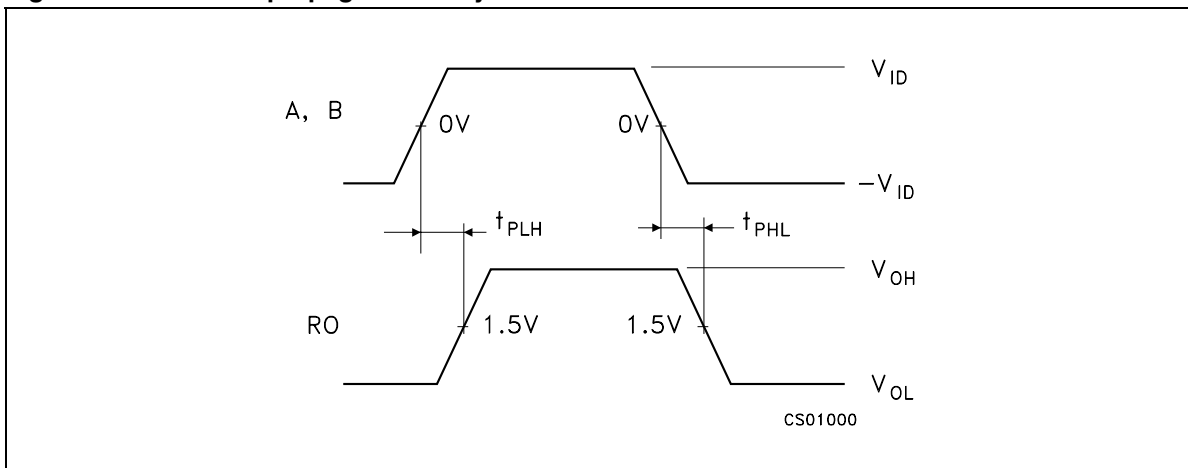 V_ID
A, B
0V 0V
-V_ID
t_PLH t_PHL
V_OH
RO 1.5V 1.5V
V_OL
CS01000